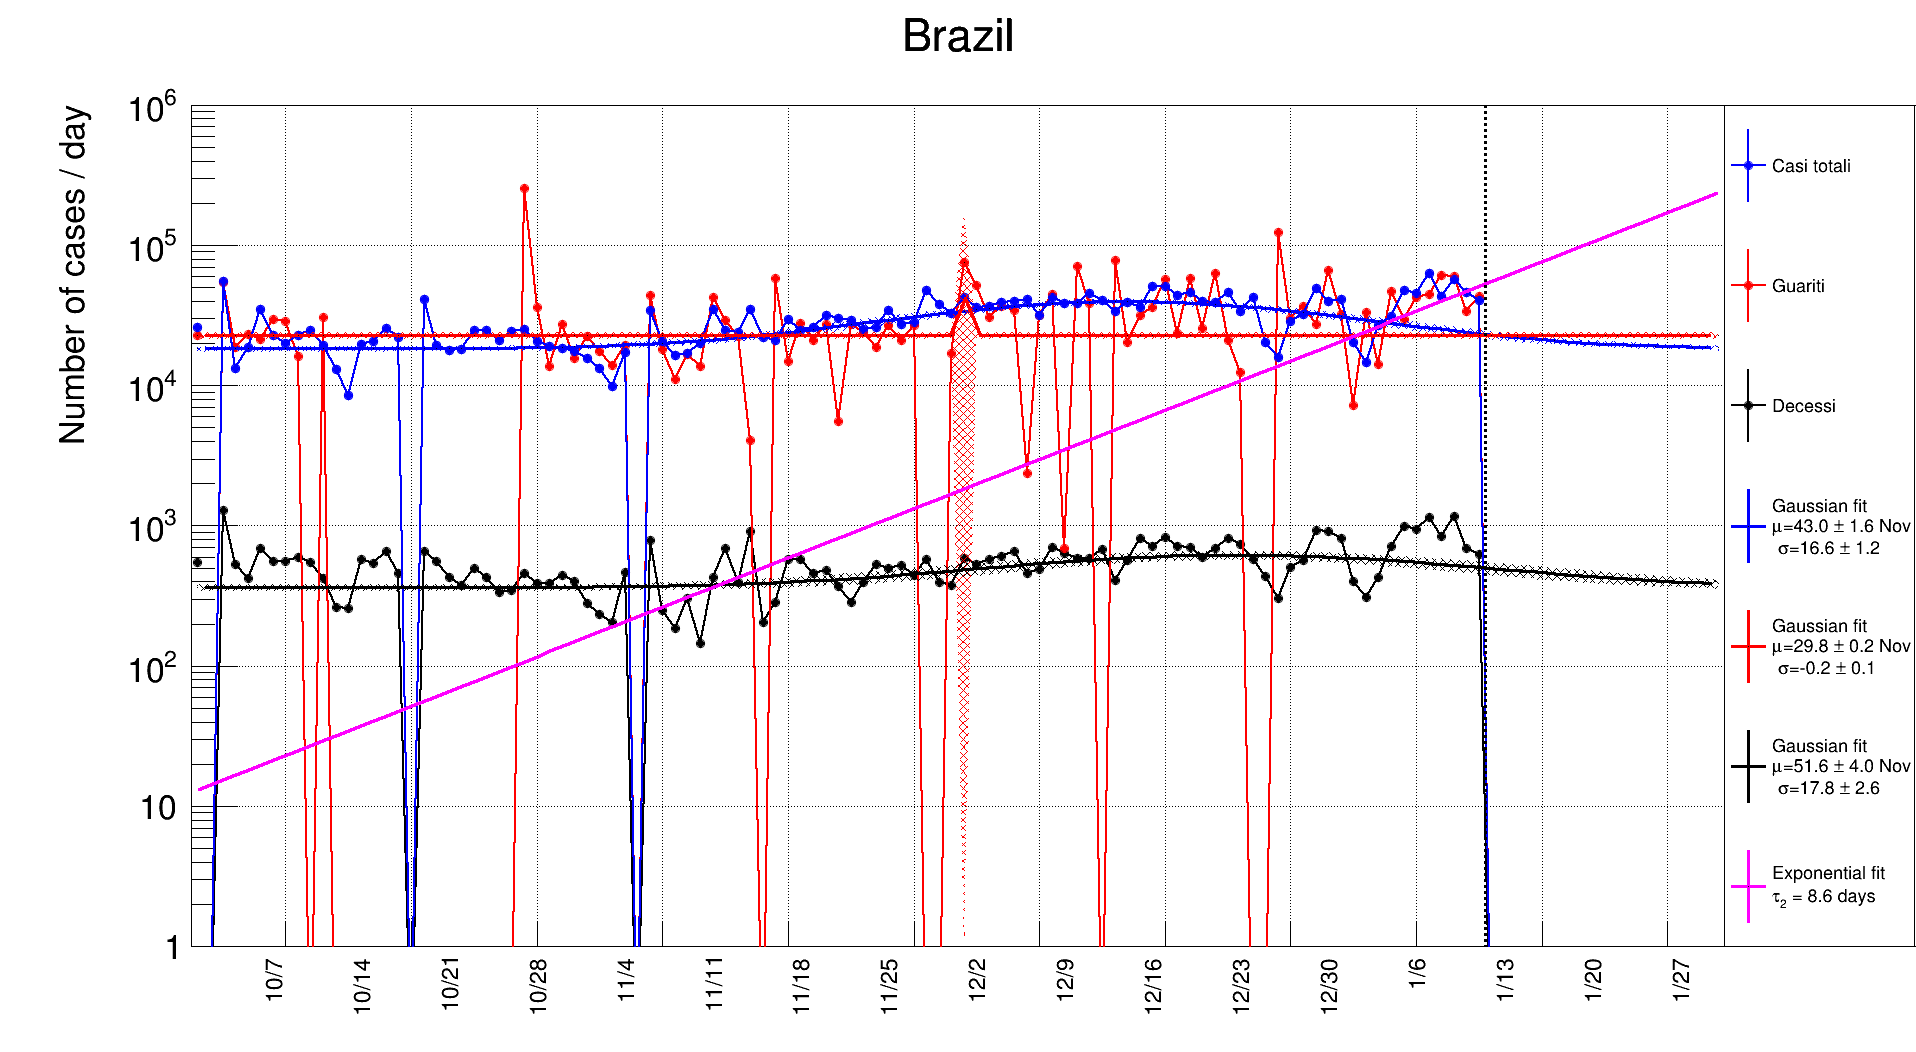 Brazil
Number of cases / day
10^6
10^5
10^4
10^3
10^2
10
1
10/7
10/14
10/21
10/28
11/4
11/11
11/18
11/25
12/2
12/9
12/16
12/23
12/30
1/6
1/13
1/20
1/27
Casi totali
Guariti
Decessi
Gaussian fit
μ=43.0 ± 1.6 Nov
σ=16.6 ± 1.2
Gaussian fit
μ=29.8 ± 0.2 Nov
σ=-0.2 ± 0.1
Gaussian fit
μ=51.6 ± 4.0 Nov
σ=17.8 ± 2.6
Exponential fit
τ₂ = 8.6 days